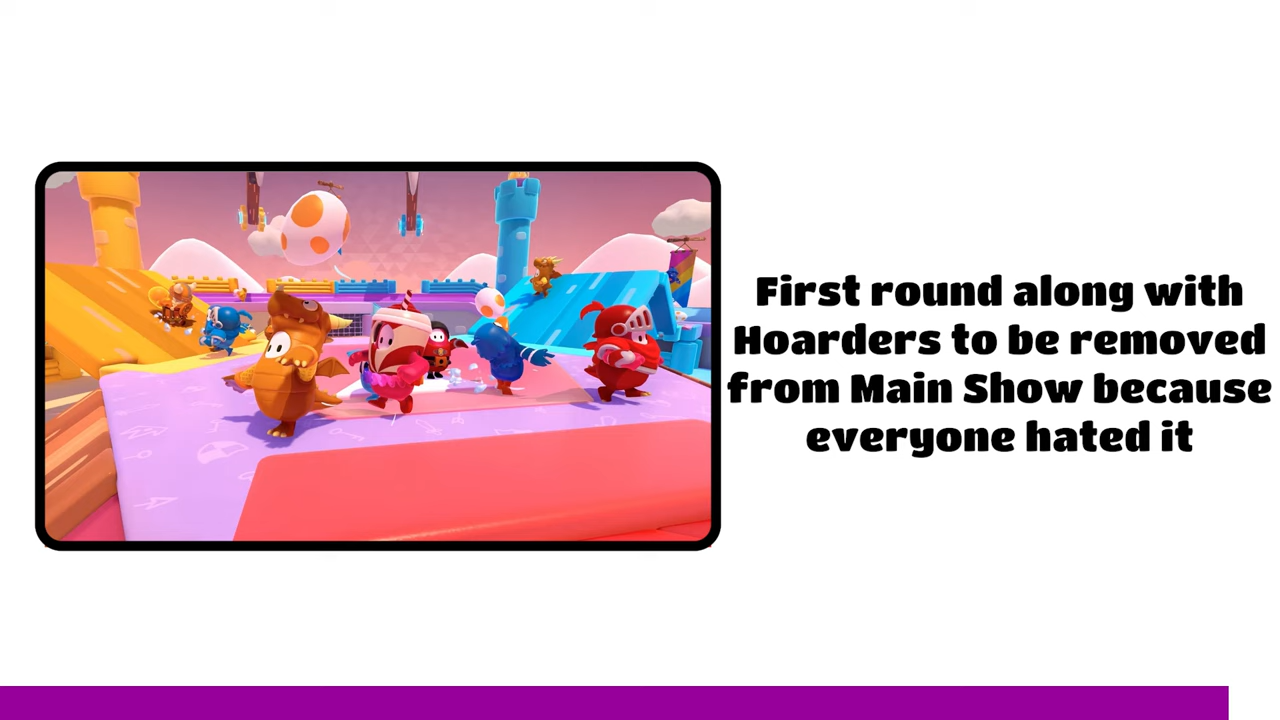 First round along with
Hoarders to be removed
from Main Show because
everyone hated it